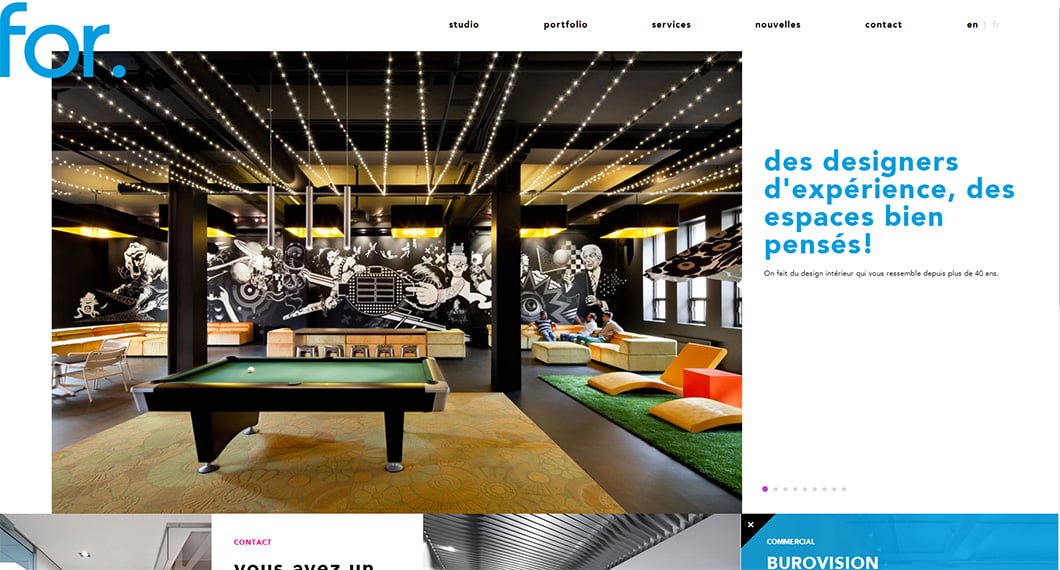 for.
studio
portfolio
services
nouvelles
contact
en | fr
des designers
d'expérience, des
espaces bien
pensés!
On fait du design intérieur qui vous ressemble depuis plus de 40 ans.
CONTACT
vous avez un
COMMERCIAL
BUROVISION